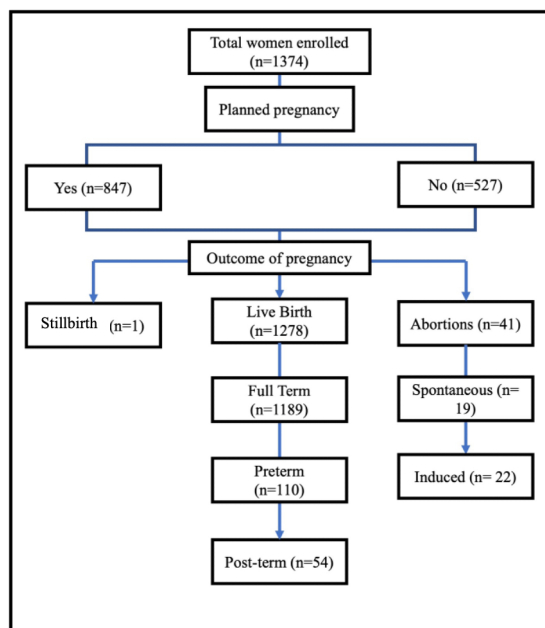 Total women enrolled
(n=1374)
Planned pregnancy
Yes (n=847)
No (n=527)
Outcome of pregnancy
Stillbirth (n=1)
Live Birth
(n=1278)
Abortions (n=41)
Full Term
(n=1189)
Spontaneous (n=
19)
Preterm
(n=110)
Induced (n= 22)
Post-term (n=54)